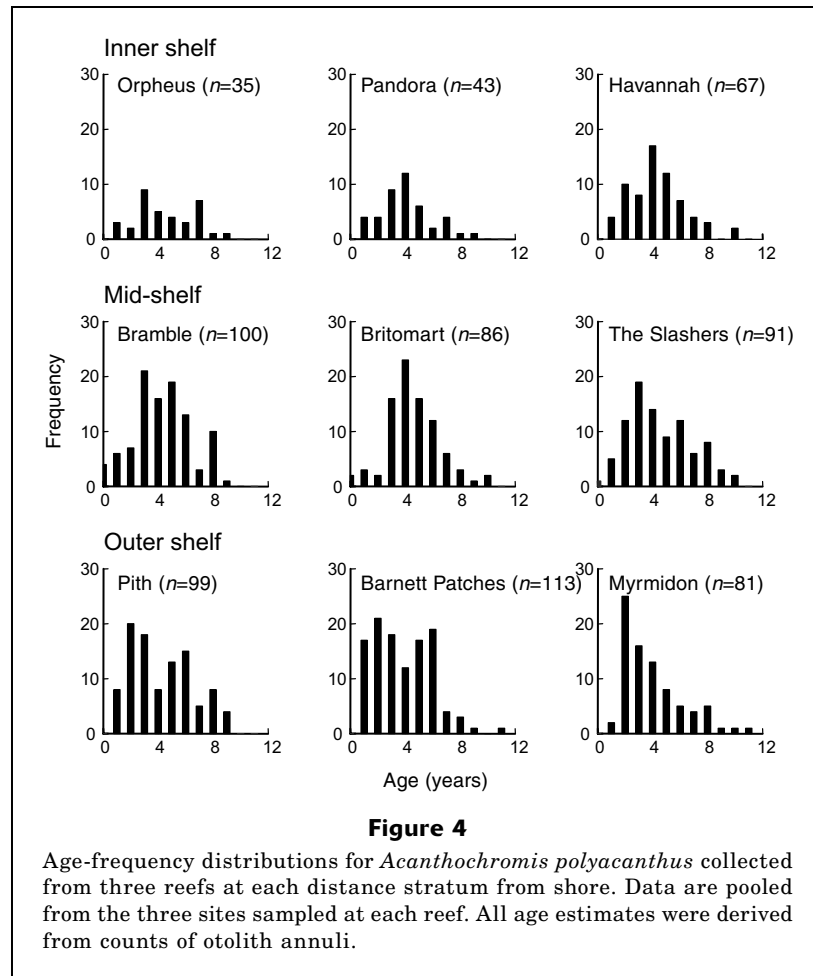 Inner shelf
Orpheus (n=35)
Pandora (n=43)
Havannah (n=67)
30
20
10
0
0 4 8 12
30
20
10
0
0 4 8 12
30
20
10
0
0 4 8 12
Mid-shelf
Bramble (n=100)
Britomart (n=86)
The Slashers (n=91)
Frequency
30
20
10
0
0 4 8 12
30
20
10
0
0 4 8 12
30
20
10
0
0 4 8 12
Outer shelf
Pith (n=99)
Barnett Patches (n=113)
Myrmidon (n=81)
30
20
10
0
0 4 8 12
30
20
10
0
0 4 8 12
30
20
10
0
0 4 8 12
Age (years)
Figure 4
Age-frequency distributions for Acanthochromis polyacanthus collected
from three reefs at each distance stratum from shore. Data are pooled
from the three sites sampled at each reef. All age estimates were derived
from counts of otolith annuli.